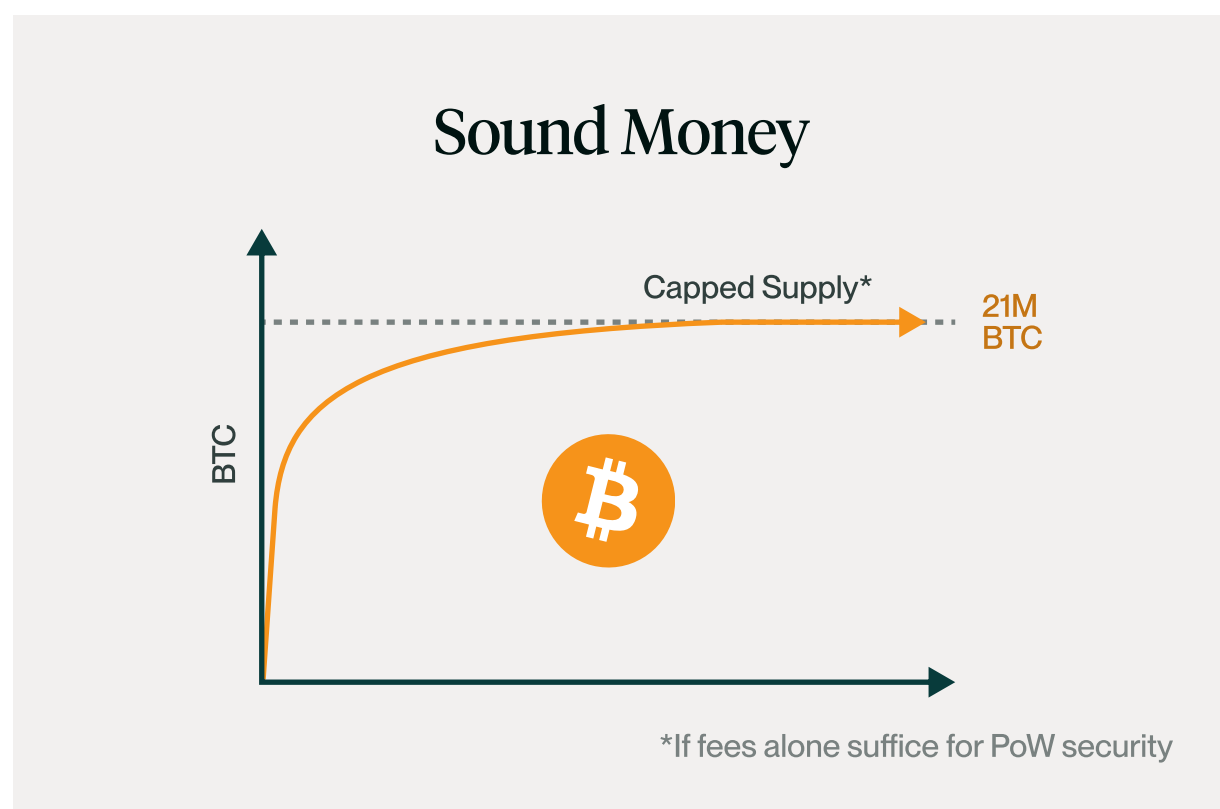 Sound Money
Capped Supply*
21M
BTC
BTC
*If fees alone suffice for PoW security